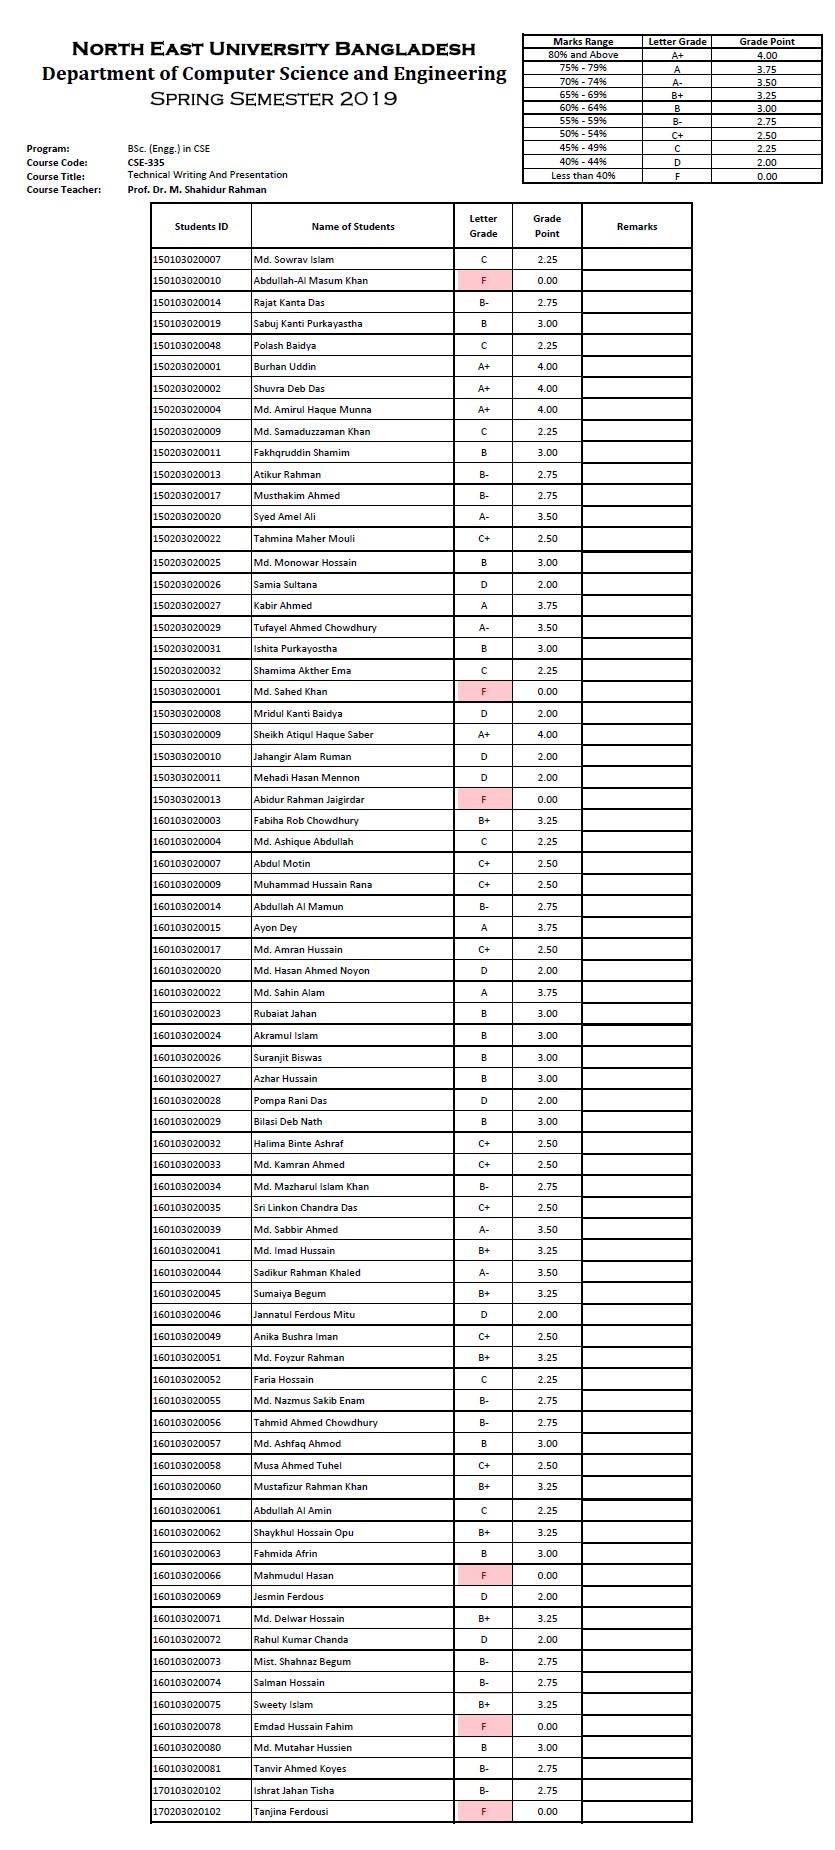 NORTH EAST UNIVERSITY BANGLADESH
Department of Computer Science and Engineering
SPRING SEMESTER 2019
Marks Range Letter Grade Grade Point
80% and Above A+ 4.00
75% - 79% A 3.75
70% - 74% A- 3.50
65% - 69% B+ 3.25
60% - 64% B 3.00
55% - 59% B- 2.75
50% - 54% C+ 2.50
45% - 49% C 2.25
40% - 44% D 2.00
Less than 40% F 0.00
Program: BSc. (Engg.) in CSE
Course Code: CSE-335
Course Title: Technical Writing And Presentation
Course Teacher: Prof. Dr. M. Shahidur Rahman
Students ID Name of Students Letter Grade Grade Point Remarks
150103020007 Md. Sowrav Islam C 2.25
150103020010 Abdullah-Al Masum Khan F 0.00
150103020014 Rajat Kanta Das B- 2.75
150103020019 Sabuj Kanti Purkayastha B 3.00
150103020048 Polash Baidya C 2.25
150203020001 Burhan Uddin A+ 4.00
150203020002 Shuvra Deb Das A+ 4.00
150203020004 Md. Amirul Haque Munna A+ 4.00
150203020009 Md. Samaduzzaman Khan C 2.25
150203020011 Fakhqruddin Shamim B 3.00
150203020013 Atikur Rahman B- 2.75
150203020017 Musthakim Ahmed B- 2.75
150203020020 Syed Amel Ali A- 3.50
150203020022 Tahmina Maher Mouli C+ 2.50
150203020025 Md. Monowar Hossain B 3.00
150203020026 Samia Sultana D 2.00
150203020027 Kabir Ahmed A 3.75
150203020029 Tufayel Ahmed Chowdhury A- 3.50
150203020031 Ishita Purkayostha B 3.00
150203020032 Shamima Akther Ema C 2.25
150303020001 Md. Sahed Khan F 0.00
150303020008 Mridul Kanti Baidya D 2.00
150303020009 Sheikh Atiqul Haque Saber A+ 4.00
150303020010 Jahangir Alam Ruman D 2.00
150303020011 Mehadi Hasan Mennon D 2.00
150303020013 Abidur Rahman Jaigirdar F 0.00
160103020003 Fabiha Rob Chowdhury B+ 3.25
160103020004 Md. Ashique Abdullah C 2.25
160103020007 Abdul Motin C+ 2.50
160103020009 Muhammad Hussain Rana C+ 2.50
160103020014 Abdullah Al Mamun B- 2.75
160103020015 Ayon Dey A 3.75
160103020017 Md. Amran Hussain C+ 2.50
160103020020 Md. Hasan Ahmed Noyon D 2.00
160103020022 Md. Sahin Alam A 3.75
160103020023 Rubaiat Jahan B 3.00
160103020024 Akramul Islam B 3.00
160103020026 Suranjit Biswas B 3.00
160103020027 Azhar Hussain B 3.00
160103020028 Pompa Rani Das D 2.00
160103020029 Bilasi Deb Nath B 3.00
160103020032 Halima Binte Ashraf C+ 2.50
160103020033 Md. Kamran Ahmed C+ 2.50
160103020034 Md. Mazharul Islam Khan B- 2.75
160103020035 Sri Linkon Chandra Das C+ 2.50
160103020039 Md. Sabbir Ahmed A- 3.50
160103020041 Md. Imad Hussain B+ 3.25
160103020044 Sadikur Rahman Khaled A- 3.50
160103020045 Sumaiya Begum B+ 3.25
160103020046 Jannatul Ferdous Mitu D 2.00
160103020049 Anika Bushra Iman C+ 2.50
160103020051 Md. Foyzur Rahman B+ 3.25
160103020052 Faria Hossain C 2.25
160103020055 Md. Nazmus Sakib Enam B- 2.75
160103020056 Tahmid Ahmed Chowdhury B- 2.75
160103020057 Md. Ashfaq Ahmod B 3.00
160103020058 Musa Ahmed Tuhel C+ 2.50
160103020060 Mustafizur Rahman Khan B+ 3.25
160103020061 Abdullah Al Amin C 2.25
160103020062 Shaykhul Hossain Opu B+ 3.25
160103020063 Fahmida Afrin B 3.00
160103020066 Mahmudul Hasan F 0.00
160103020069 Jesmin Ferdous D 2.00
160103020071 Md. Delwar Hossain B+ 3.25
160103020072 Rahul Kumar Chanda D 2.00
160103020073 Mist. Shahnaz Begum B- 2.75
160103020074 Salman Hossain B- 2.75
160103020075 Sweety Islam B+ 3.25
160103020078 Emdad Hussain Fahim F 0.00
160103020080 Md. Mutahar Hussien B 3.00
160103020081 Tanvir Ahmed Koyes B- 2.75
170103020102 Ishrat Jahan Tisha B- 2.75
170203020102 Tanjina Ferdousi F 0.00